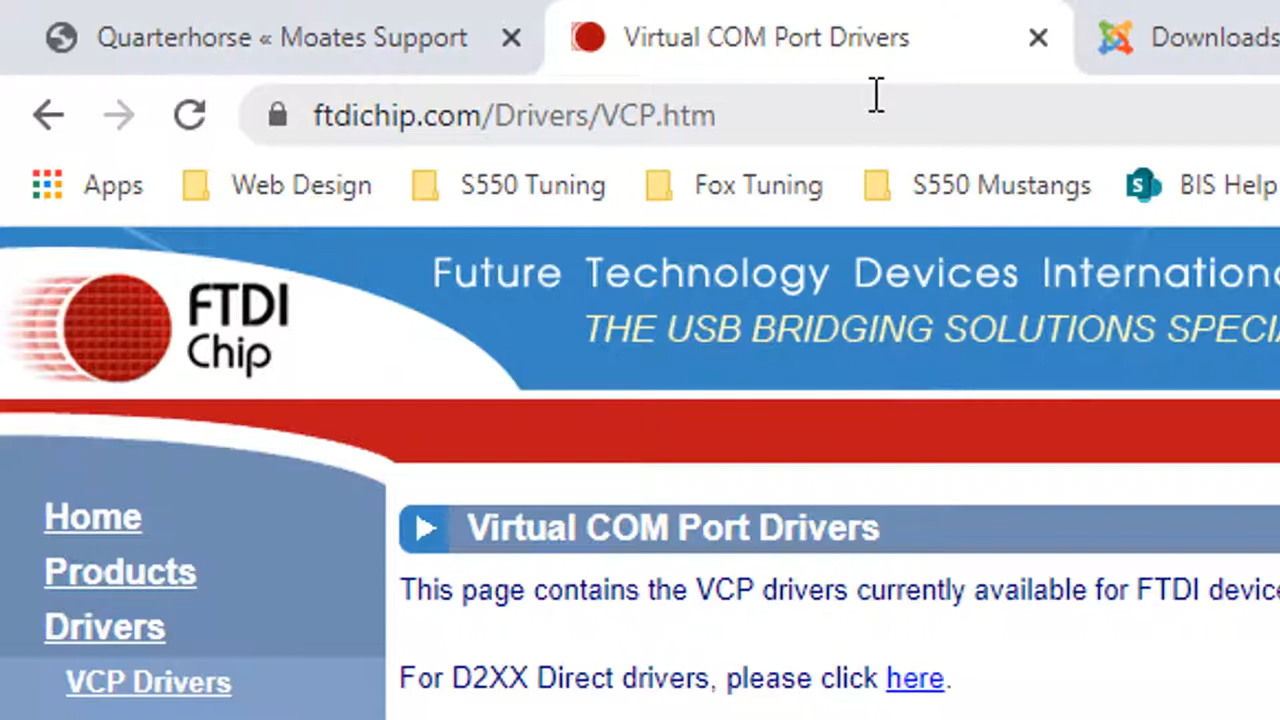 Quarterhorse « Moates Support
Virtual COM Port Drivers
Downloads
ftdichip.com/Drivers/VCP.htm
Apps
Web Design
S550 Tuning
Fox Tuning
S550 Mustangs
BIS Help
FTDI
Chip
Future Technology Devices Internationa
THE USB BRIDGING SOLUTIONS SPECI
Home
Products
Drivers
VCP Drivers
Virtual COM Port Drivers
This page contains the VCP drivers currently available for FTDI device
For D2XX Direct drivers, please click here.